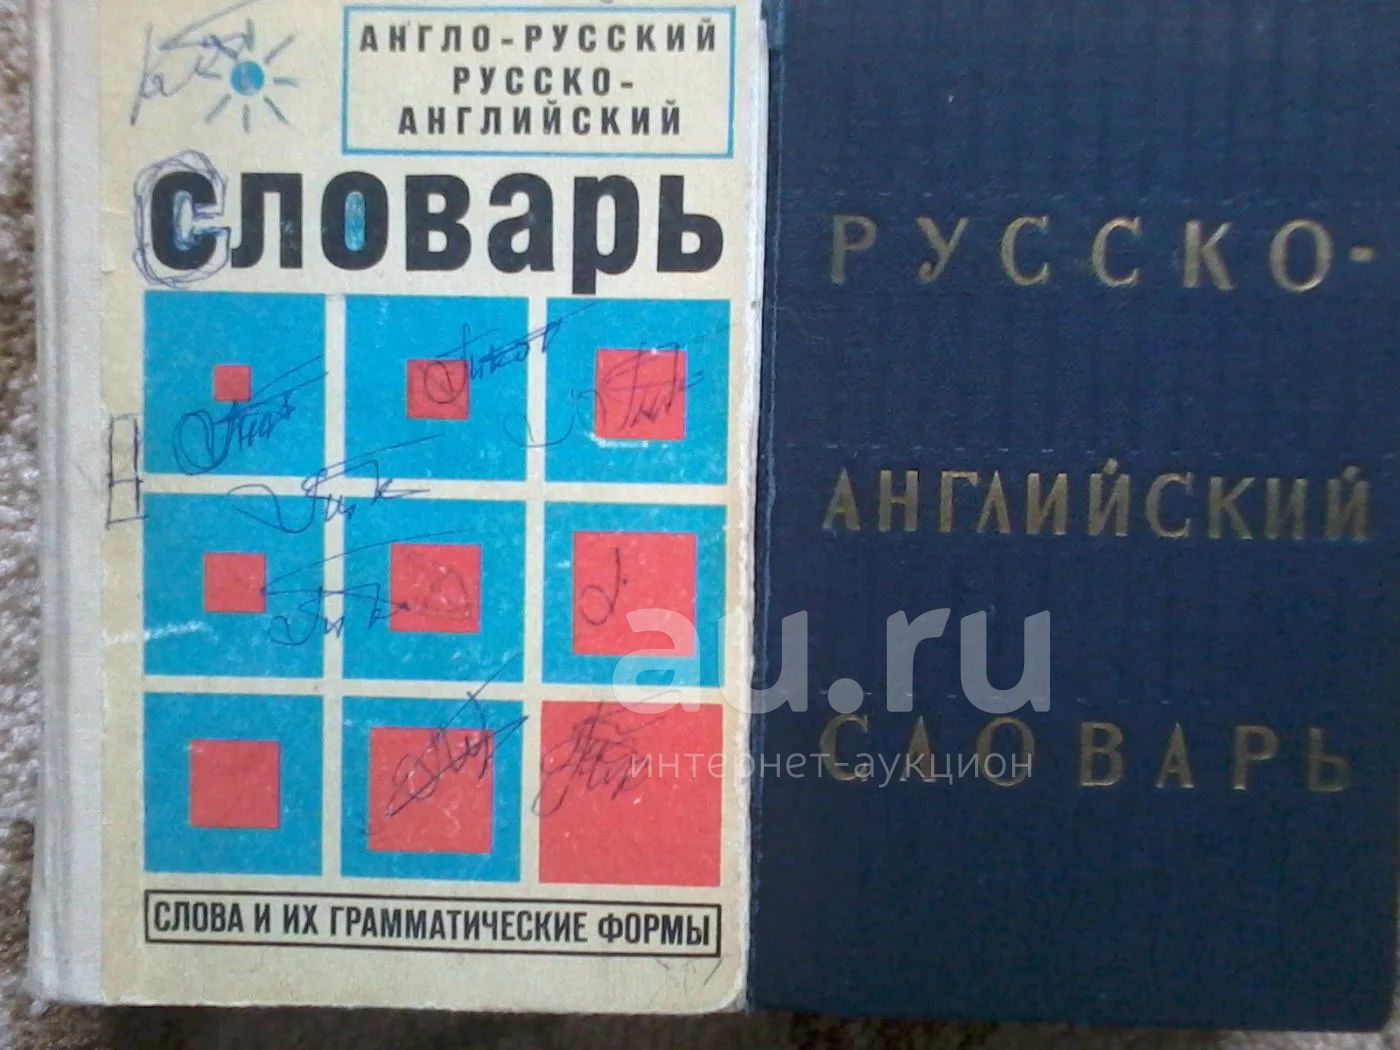 АНГЛО-РУССКИЙ
РУССКО-
АНГЛИЙСКИЙ
словарь
СЛОВА И ИХ ГРАММАТИЧЕСКИЕ ФОРМЫ
РУССКО-
АНГЛИЙСКИЙ
СЛОВАРЬ
au.ru
интернет-аукцион